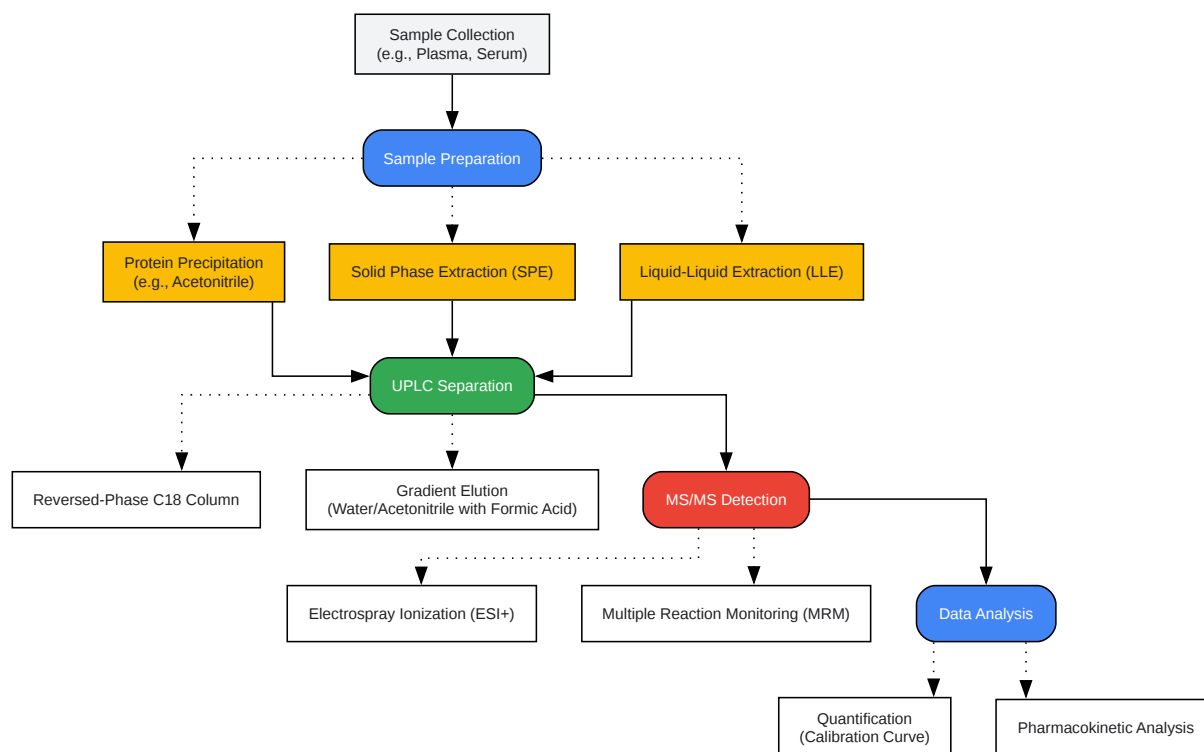 Sample Collection
(e.g., Plasma, Serum)
Sample Preparation
Protein Precipitation
(e.g., Acetonitrile)
Solid Phase Extraction (SPE)
Liquid-Liquid Extraction (LLE)
UPLC Separation
Reversed-Phase C18 Column
Gradient Elution
(Water/Acetonitrile with Formic Acid)
MS/MS Detection
Electrospray Ionization (ESI+)
Multiple Reaction Monitoring (MRM)
Data Analysis
Quantification
(Calibration Curve)
Pharmacokinetic Analysis